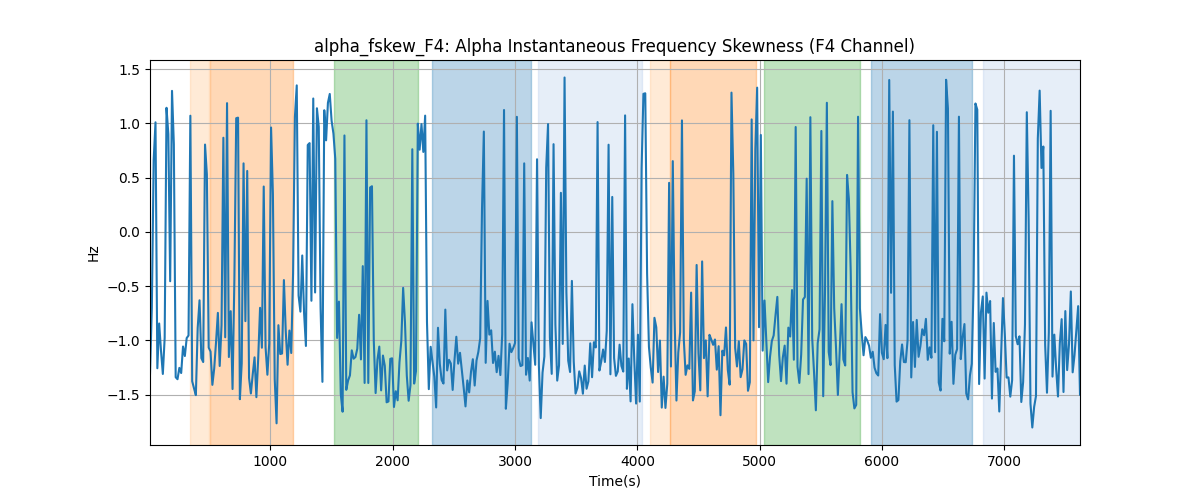 alpha_fskew_F4: Alpha Instantaneous Frequency Skewness (F4 Channel)
1.5
1.0
0.5
0.0
−0.5
−1.0
−1.5
Hz
1000 2000 3000 4000 5000 6000 7000
Time(s)